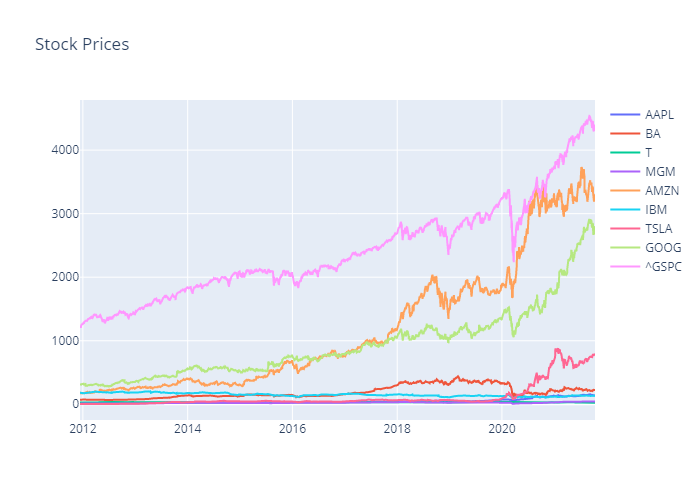 Stock Prices
4000
3000
2000
1000
0
2012
2014
2016
2018
2020
AAPL
BA
T
MGM
AMZN
IBM
TSLA
GOOG
^GSPC